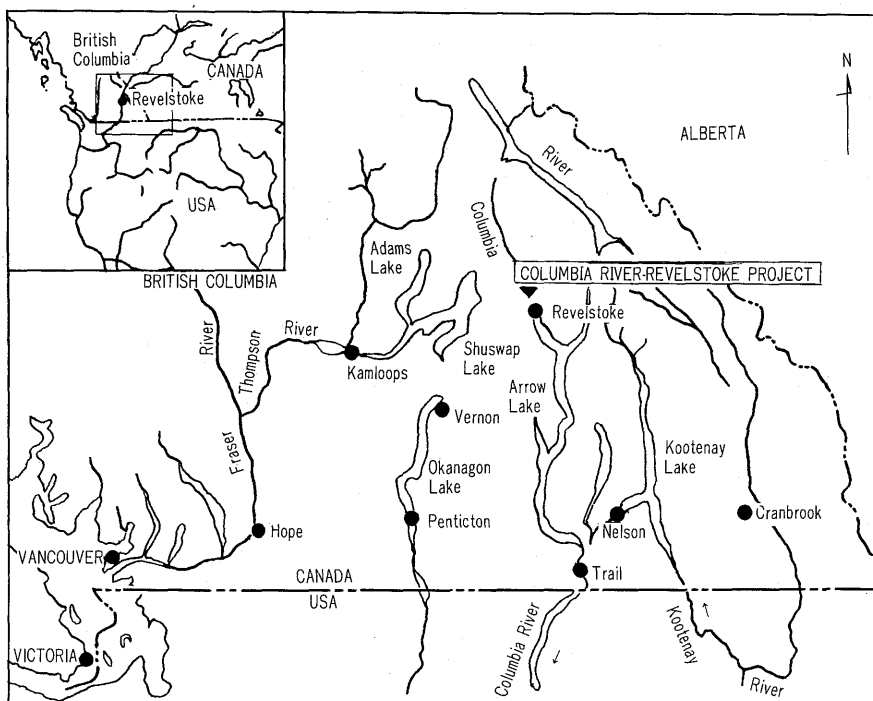 British
Columbia
CANADA
Revelstoke
USA
BRITISH COLUMBIA
N
ALBERTA
River
Columbia
Adams
Lake
COLUMBIA RIVER-REVELSTOKE PROJECT
Revelstoke
River
Thompson
River
Kamloops
Shuswap
Lake
Arrow
Lake
Vernon
Fraser
Okanagon
Lake
Kootenay
Lake
Hope
Penticton
Nelson
Cranbrook
VANCOUVER
Trail
CANADA
USA
VICTORIA
Columbia River
Kootenay
River